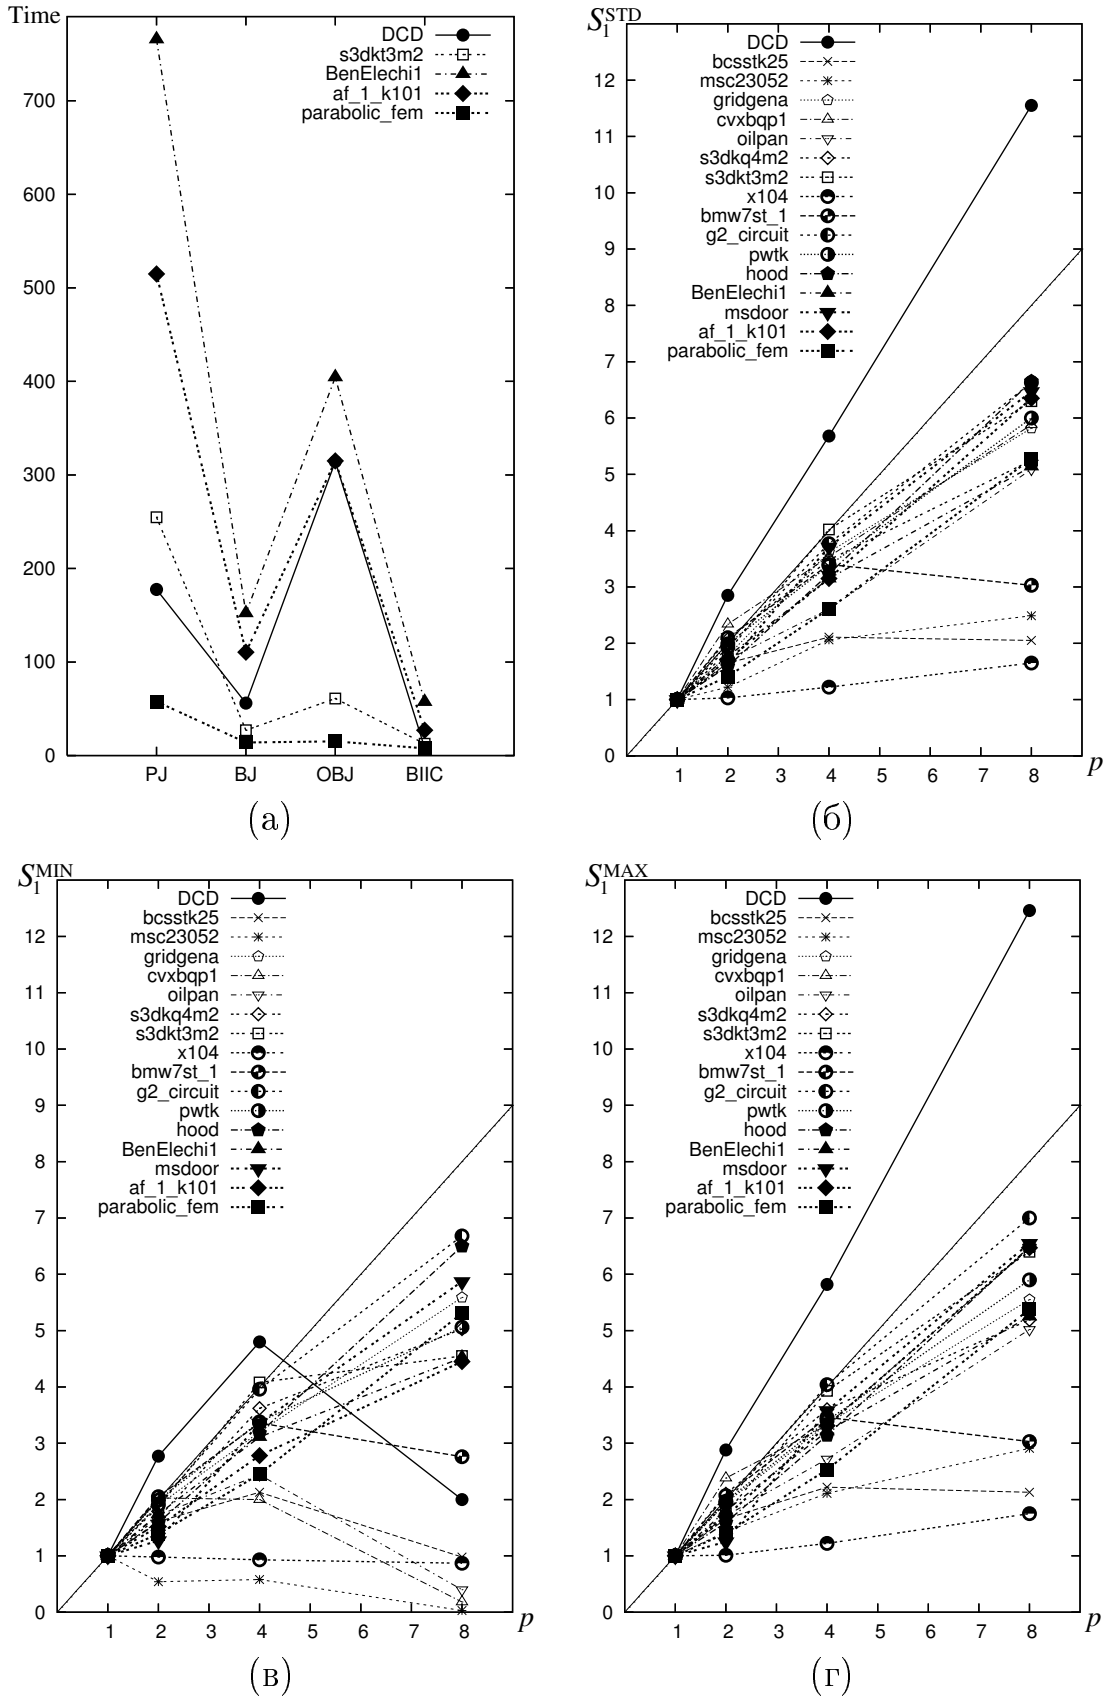 Time
DCD
s3dkt3m2
BenElechi1
af_1_k101
parabolic_fem
700
600
500
400
300
200
100
0
PJ BJ OBJ BIIC
(а)
S₁^STD
DCD
bcsstk25
msc23052
gridgena
cvxbqp1
oilpan
s3dkq4m2
s3dkt3m2
x104
bmw7st_1
g2_circuit
pwtk
hood
BenElechi1
msdoor
af_1_k101
parabolic_fem
12
11
10
9
8
7
6
5
4
3
2
1
0
1 2 3 4 5 6 7 8 p
(б)
S₁^MIN
DCD
bcsstk25
msc23052
gridgena
cvxbqp1
oilpan
s3dkq4m2
s3dkt3m2
x104
bmw7st_1
g2_circuit
pwtk
hood
BenElechi1
msdoor
af_1_k101
parabolic_fem
12
11
10
9
8
7
6
5
4
3
2
1
0
1 2 3 4 5 6 7 8 p
(в)
S₁^MAX
DCD
bcsstk25
msc23052
gridgena
cvxbqp1
oilpan
s3dkq4m2
s3dkt3m2
x104
bmw7st_1
g2_circuit
pwtk
hood
BenElechi1
msdoor
af_1_k101
parabolic_fem
12
11
10
9
8
7
6
5
4
3
2
1
0
1 2 3 4 5 6 7 8 p
(г)